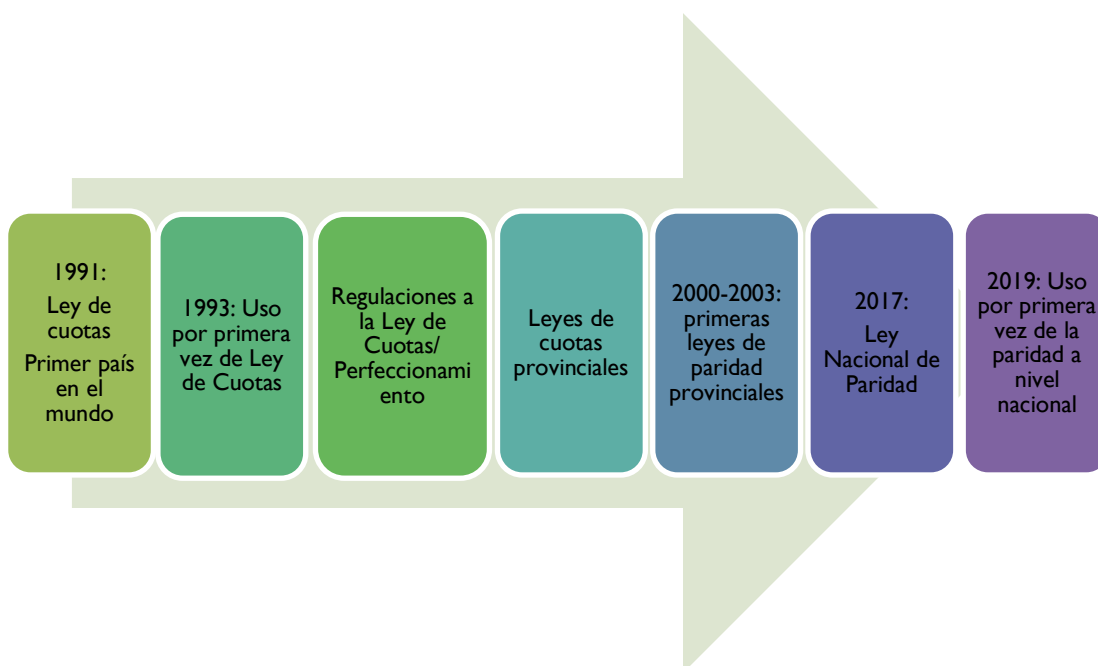 1991:
Ley de
cuotas
Primer país
en el
mundo
1993: Uso
por primera
vez de Ley
de Cuotas
Regulaciones a
la Ley de
Cuotas/
Perfeccionami
ento
Leyes de
cuotas
provinciales
2000-2003:
primeras
leyes de
paridad
provinciales
2017:
Ley
Nacional de
Paridad
2019: Uso
por primera
vez de la
paridad a
nivel
nacional